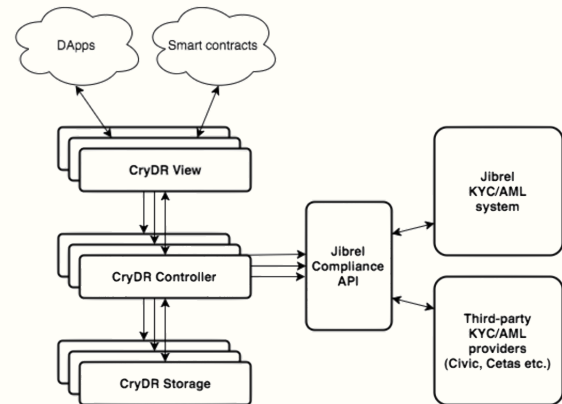 DApps
Smart contracts
CryDR View
CryDR Controller
CryDR Storage
Jibrel
Compliance
API
Jibrel
KYC/AML
system
Third-party
KYC/AML
providers
(Civic, Cetas etc.)